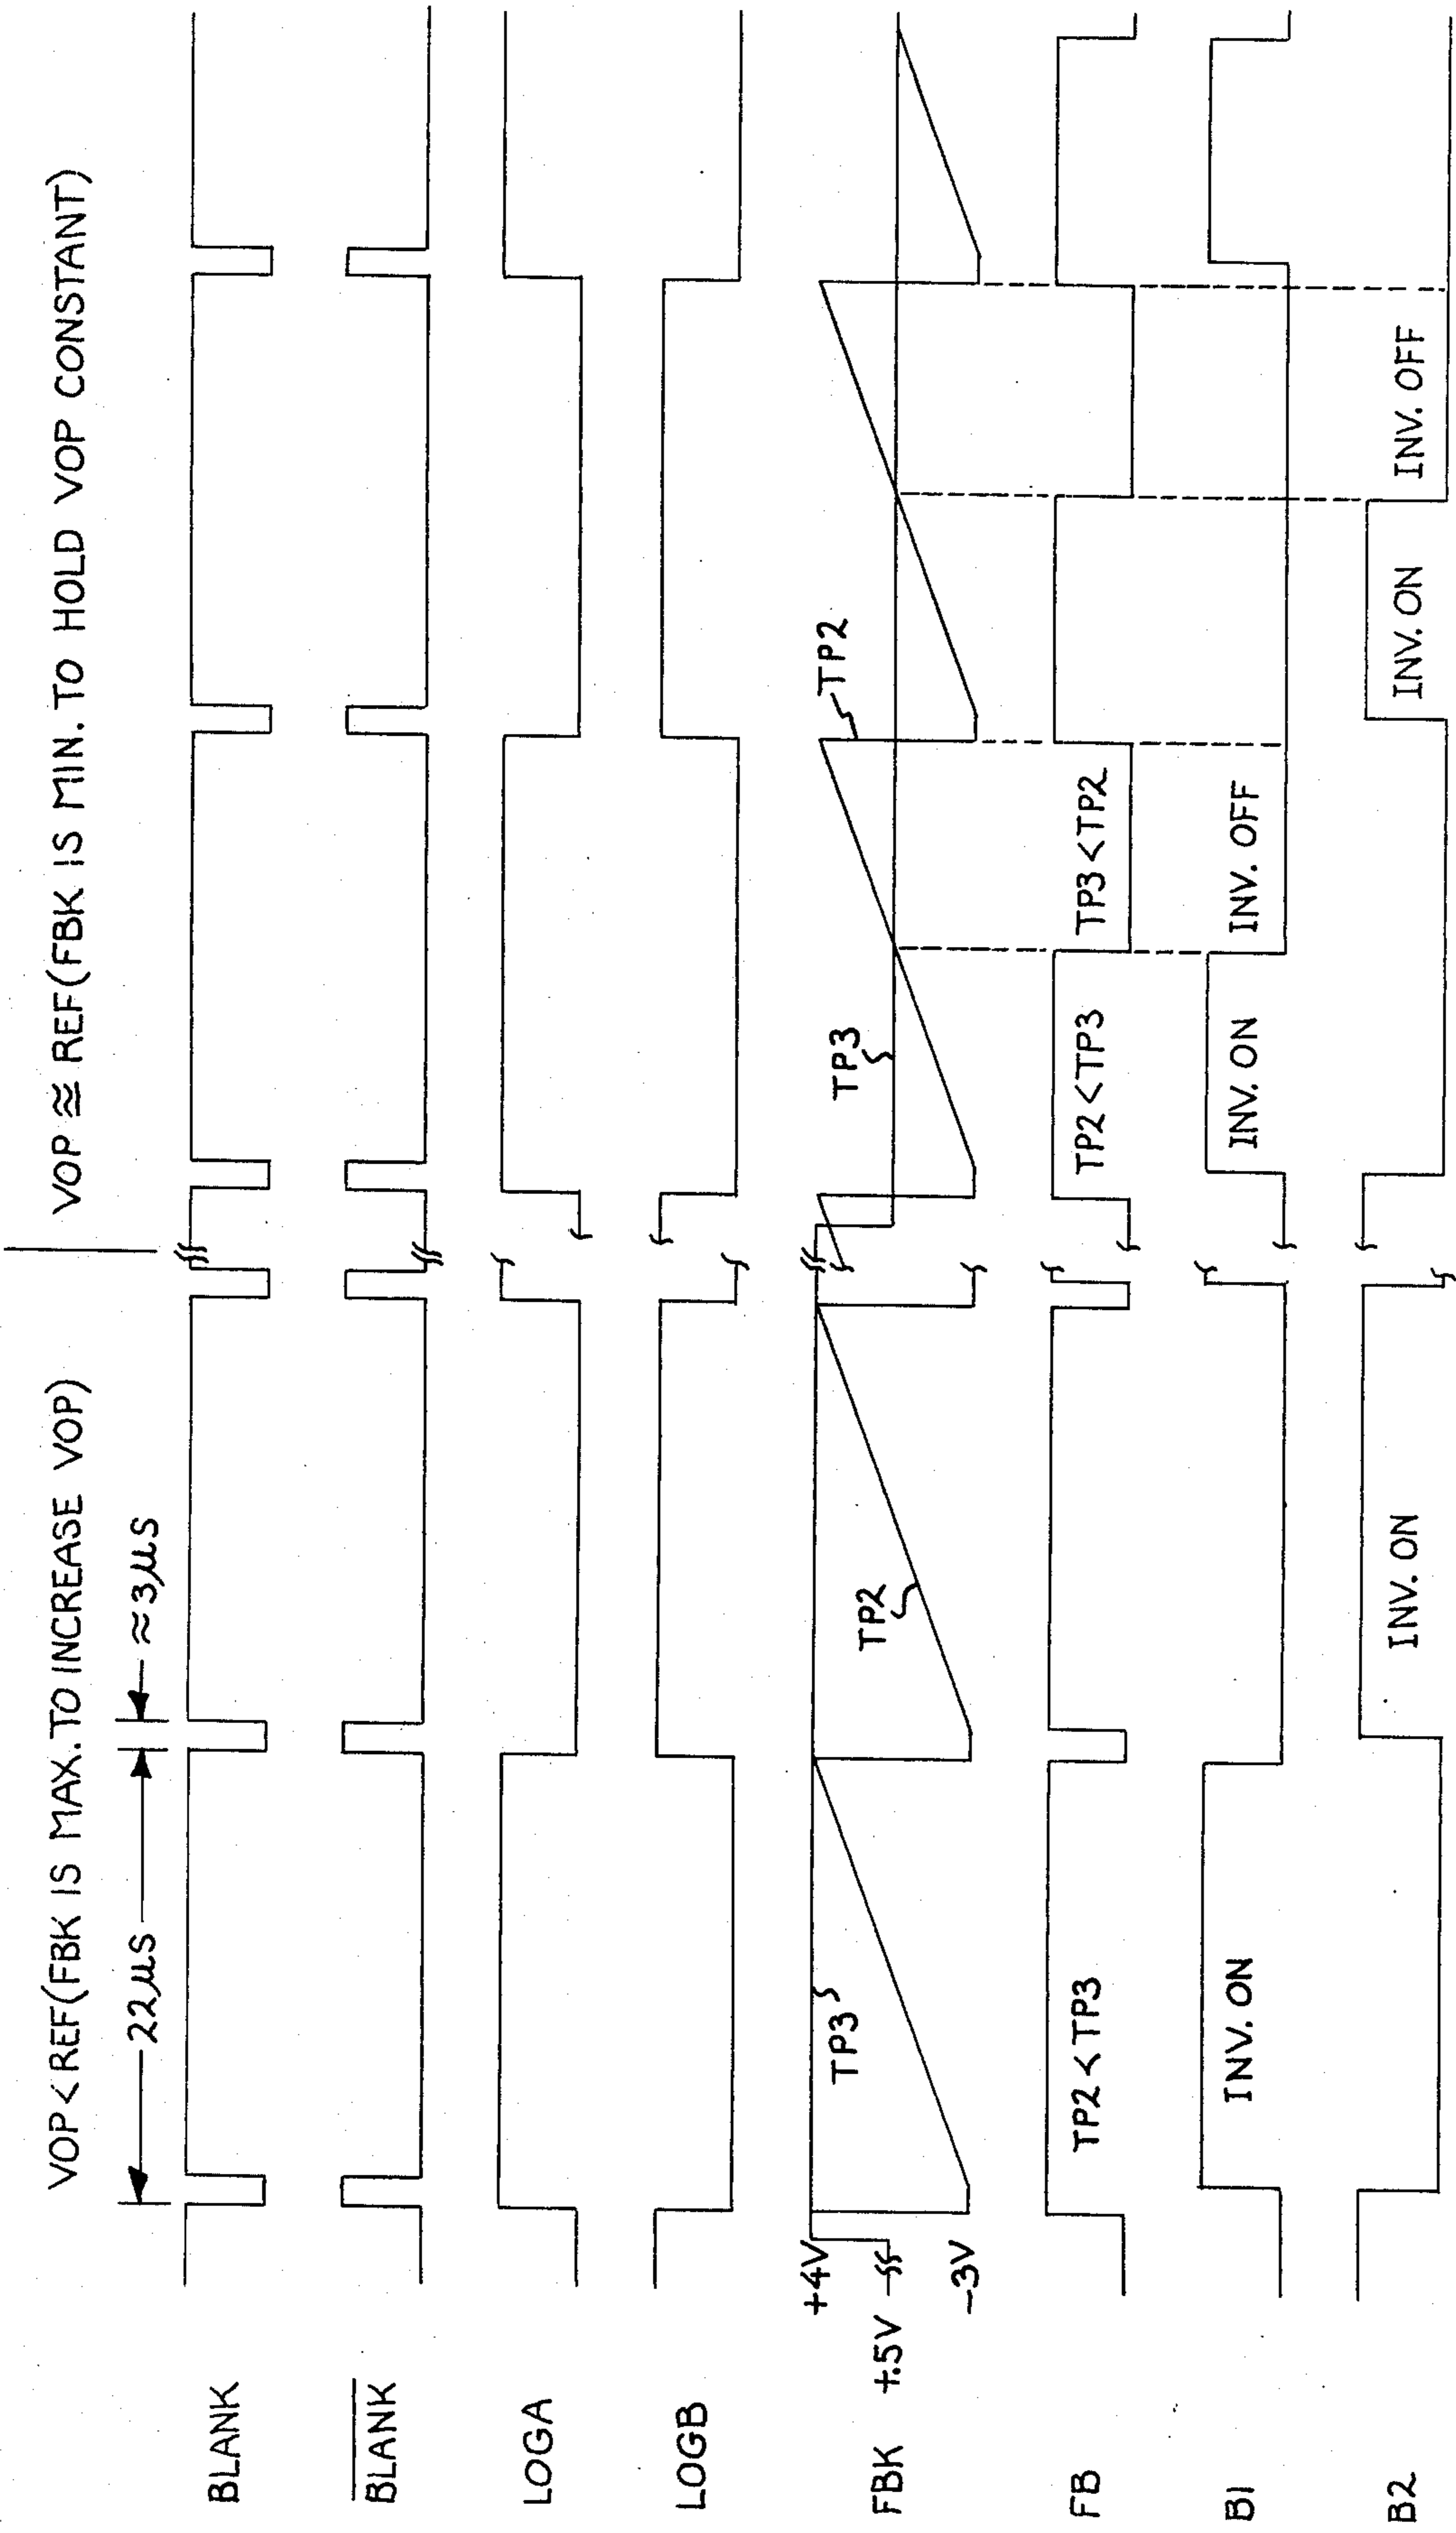 VOP<REF(FBK IS MAX. TO INCREASE VOP)
VOP ≅ REF(FBK IS MIN. TO HOLD VOP CONSTANT)
22µS
≈3µS
BLANK
B̅L̅A̅N̅K̅
LOGA
LOGB
FBK
+4V
+.5V
-3V
TP3
TP2
TP3
TP2
FB
TP2<TP3
TP2<TP3
TP3<TP2
B1
INV. ON
INV. ON
INV. OFF
B2
INV. ON
INV. ON
INV. OFF